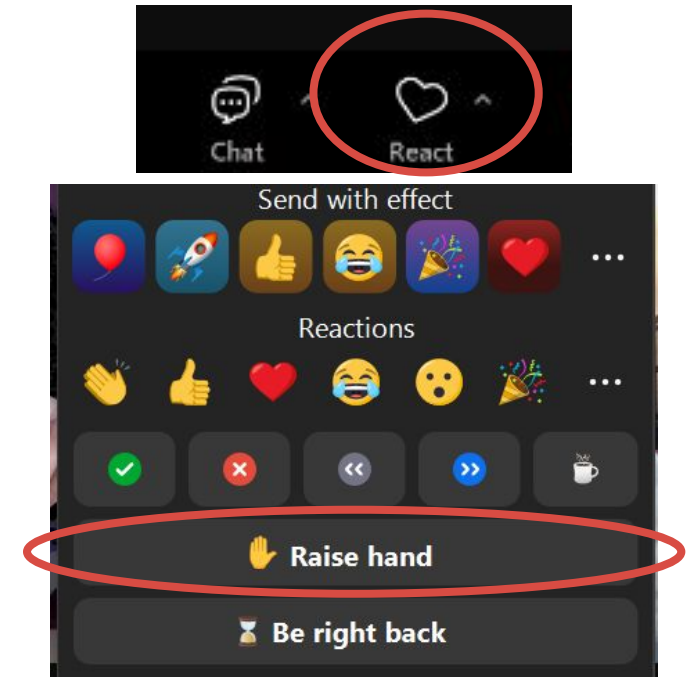 Chat React
Send with effect
Reactions
Raise hand
Be right back